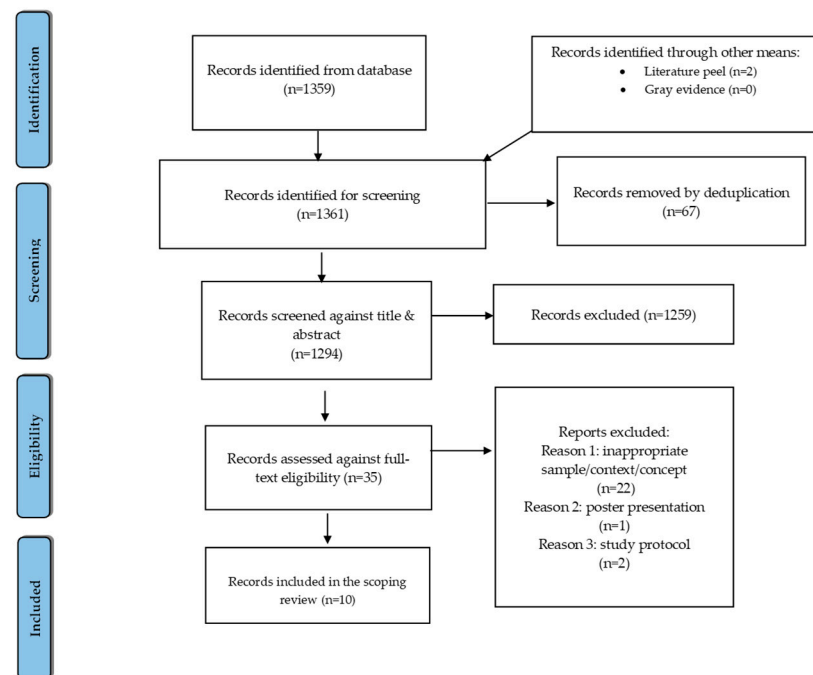 Identification
Records identified from database
(n=1359)
Records identified through other means:
• Literature peel (n=2)
• Gray evidence (n=0)
Screening
Records identified for screening
(n=1361)
Records removed by deduplication
(n=67)
Records screened against title &
abstract
(n=1294)
Records excluded (n=1259)
Eligibility
Records assessed against full-
text eligibility (n=35)
Reports excluded:
Reason 1: inappropriate
sample/context/concept
(n=22)
Reason 2: poster presentation
(n=1)
Reason 3: study protocol
(n=2)
Included
Records included in the scoping
review (n=10)